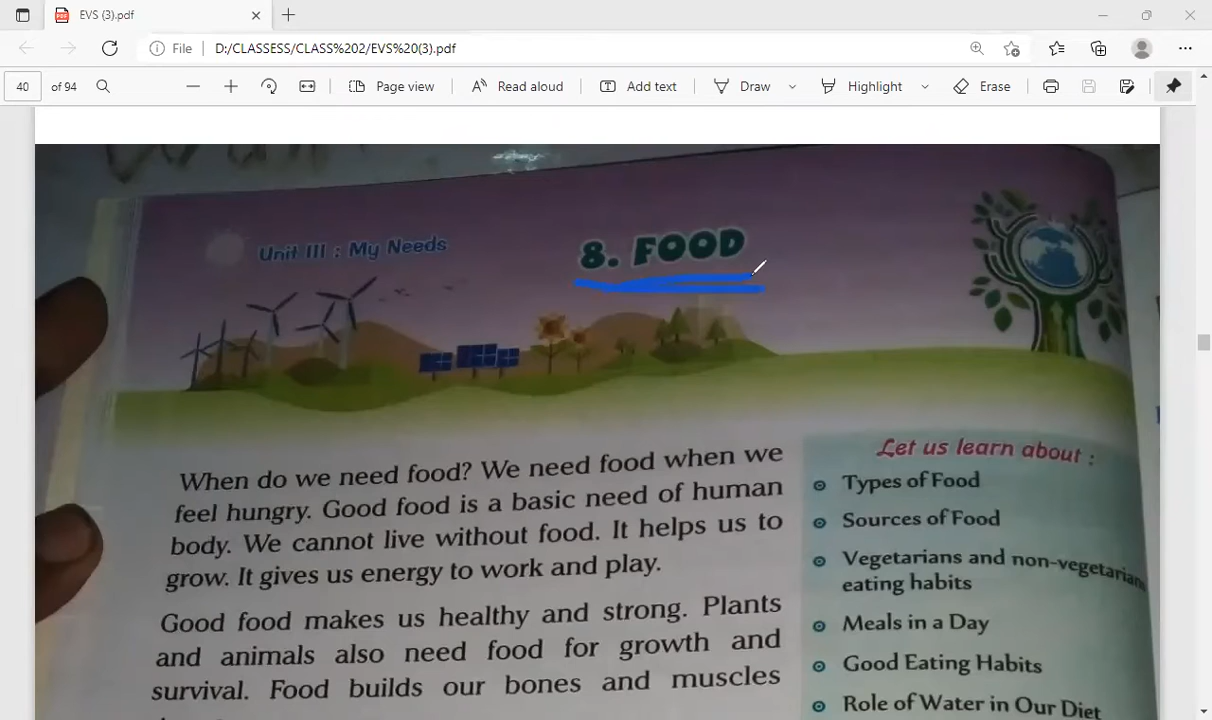 EVS (3).pdf
File D:/CLASSESS/CLASS%202/EVS%20(3).pdf
40 of 94 Page view Read aloud Add text Draw Highlight Erase
Unit III : My Needs
8. FOOD
When do we need food? We need food when we
feel hungry. Good food is a basic need of human
body. We cannot live without food. It helps us to
grow. It gives us energy to work and play.
Good food makes us healthy and strong. Plants
and animals also need food for growth and
survival. Food builds our bones and muscles
Let us learn about :
Types of Food
Sources of Food
Vegetarians and non-vegetarians
eating habits
Meals in a Day
Good Eating Habits
Role of Water in Our Diet